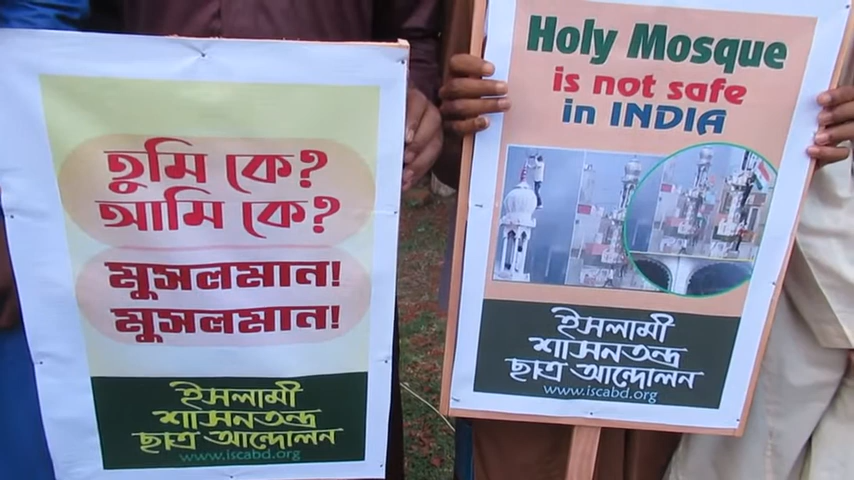 তুমি কে?
আমি কে?
মুসলমান!
মুসলমান!
ইসলামী
শাসনতন্ত্র
ছাত্র আন্দোলন
www.iscabd.org
Holy Mosque
is not safe
in INDIA
ইসলামী
শাসনতন্ত্র
ছাত্র আন্দোলন
www.iscabd.org